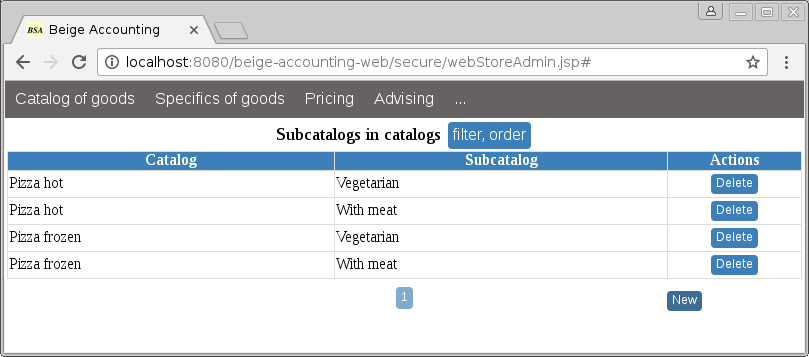 BSA Beige Accounting
localhost:8080/beige-accounting-web/secure/webStoreAdmin.jsp#
Catalog of goods Specifics of goods Pricing Advising ...
Subcatalogs in catalogs filter, order
Catalog Subcatalog Actions
Pizza hot Vegetarian Delete
Pizza hot With meat Delete
Pizza frozen Vegetarian Delete
Pizza frozen With meat Delete
1 New